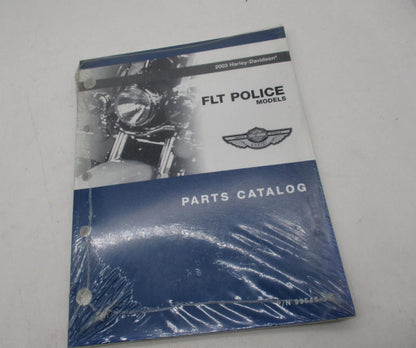 2003 Harley-Davidson®
FLT POLICE
MODELS
PARTS CATALOG
P/N